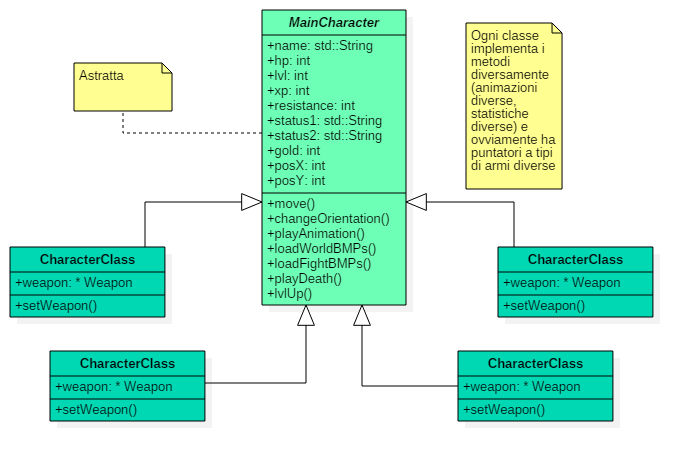 MainCharacter
+name: std::String
+hp: int
+lvl: int
+xp: int
+resistance: int
+status1: std::String
+status2: std::String
+gold: int
+posX: int
+posY: int
+move()
+changeOrientation()
+playAnimation()
+loadWorldBMPs()
+loadFightBMPs()
+playDeath()
+lvlUp()
Astratta
Ogni classe
implementa i
metodi
diversamente
(animazioni
diverse,
statistiche
diverse) e
ovviamente ha
puntatori a tipi
di armi diverse
CharacterClass
+weapon: * Weapon
+setWeapon()
CharacterClass
+weapon: * Weapon
+setWeapon()
CharacterClass
+weapon: * Weapon
+setWeapon()
CharacterClass
+weapon: * Weapon
+setWeapon()